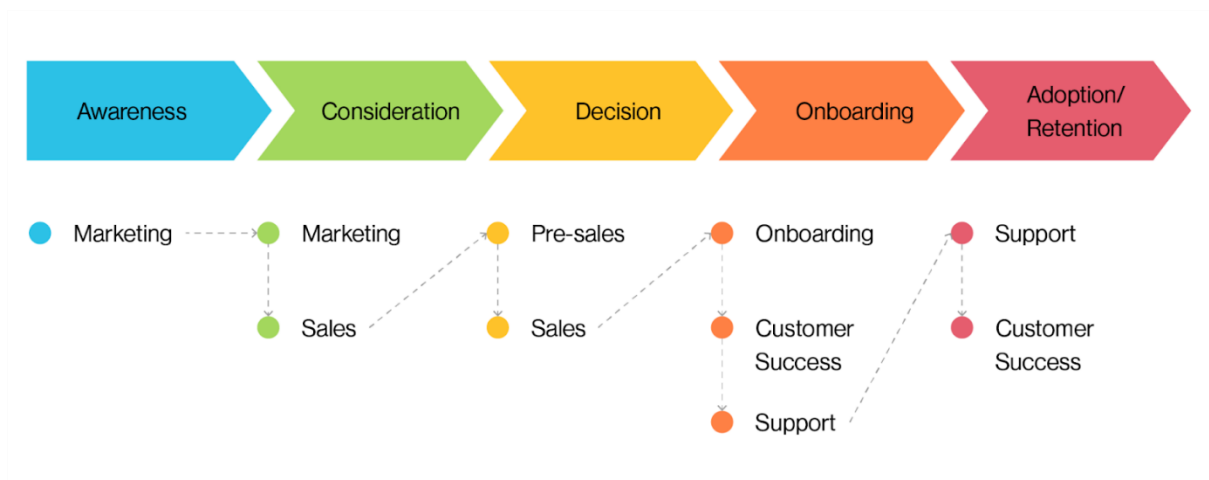 Awareness
Consideration
Decision
Onboarding
Adoption/
Retention
Marketing
Marketing
Pre-sales
Onboarding
Support
Sales
Sales
Customer
Success
Customer
Success
Support